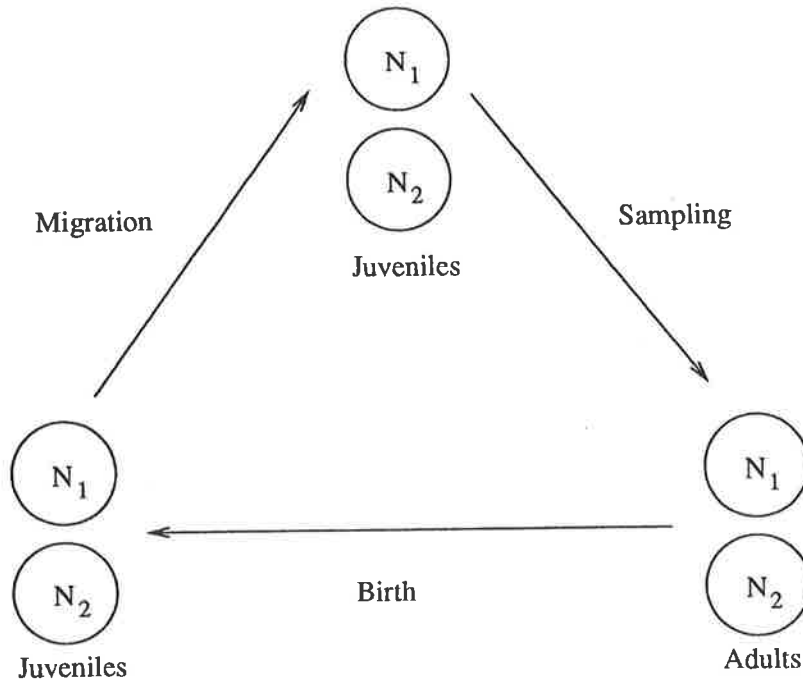 N1
N2
Juveniles
Migration
Sampling
N1
N2
Juveniles
Birth
N1
N2
Adults